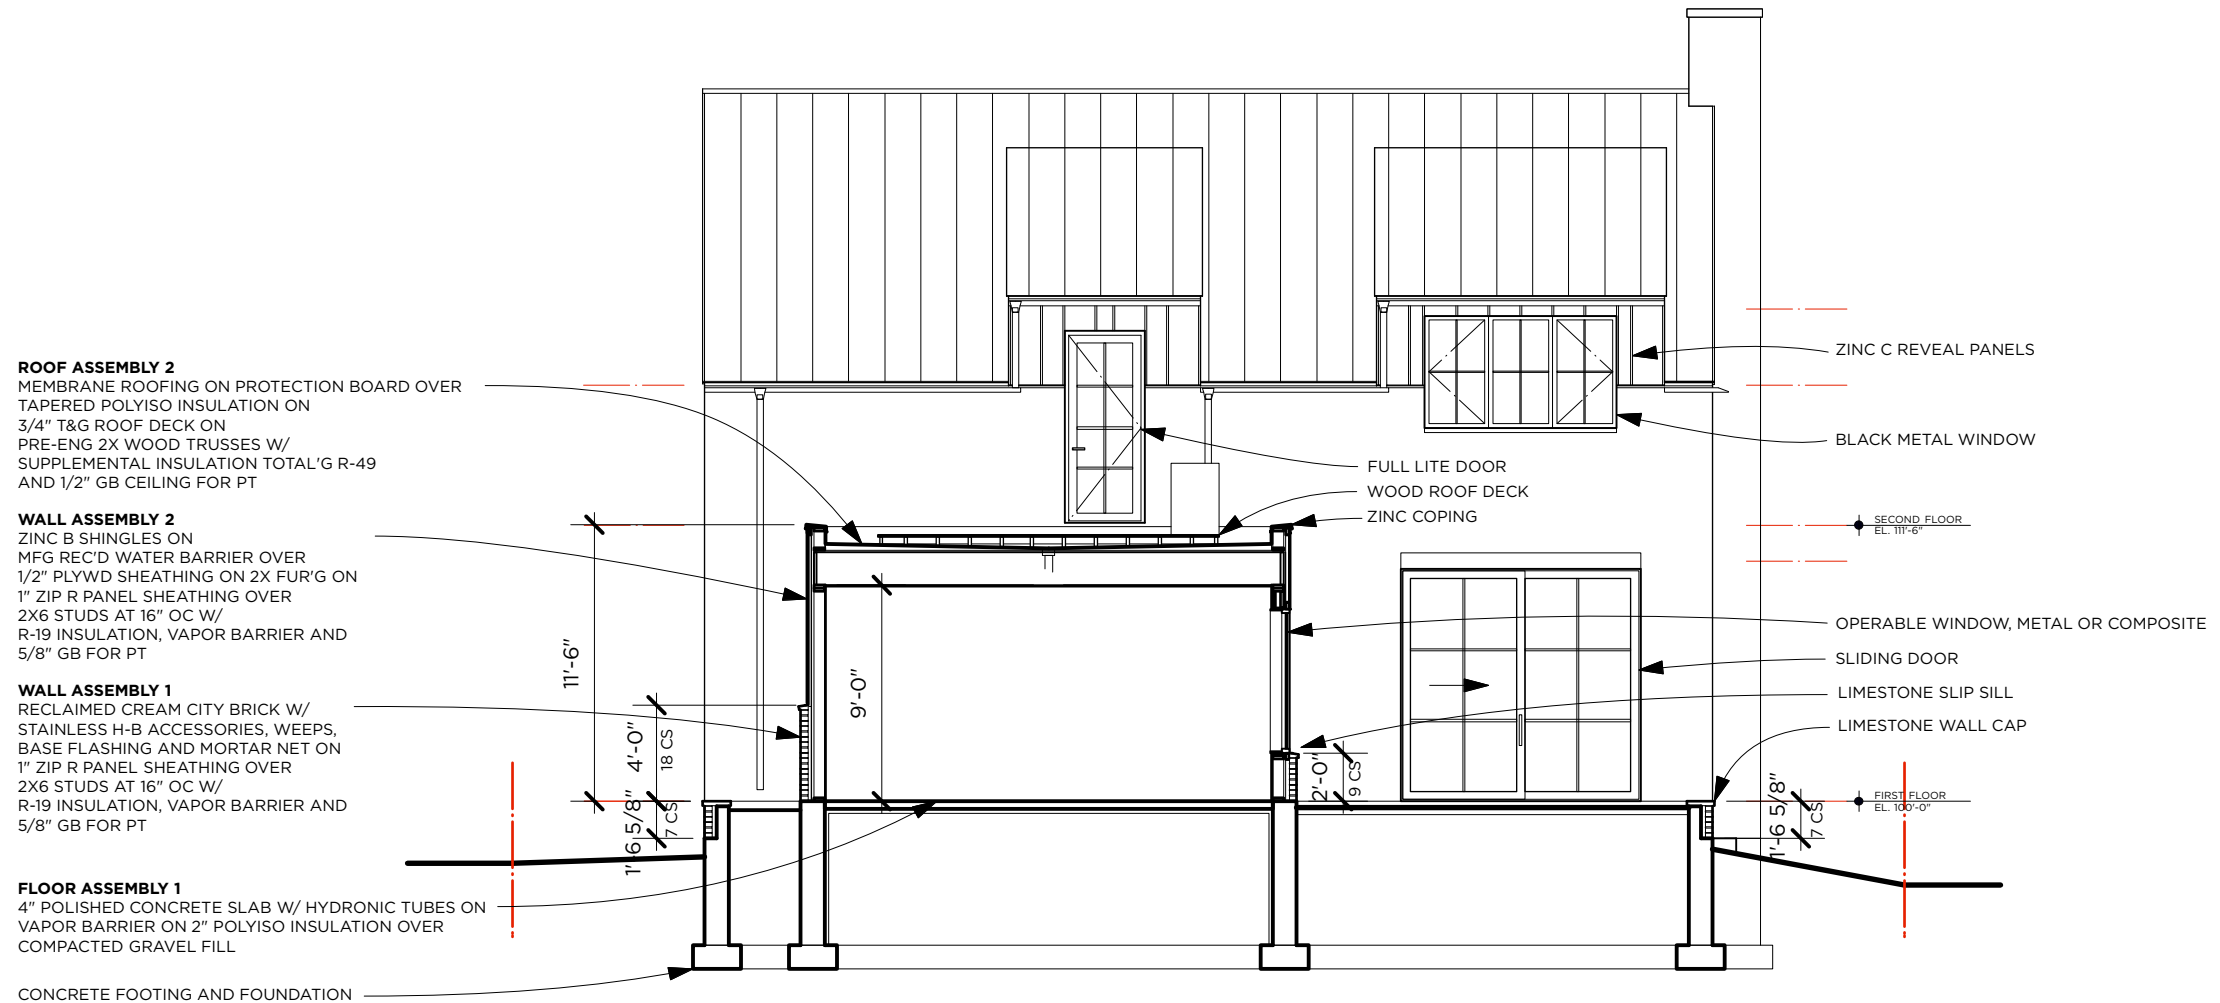 ROOF ASSEMBLY 2
MEMBRANE ROOFING ON PROTECTION BOARD OVER
TAPERED POLYISO INSULATION ON
3/4" T&G ROOF DECK ON
PRE-ENG 2X WOOD TRUSSES W/
SUPPLEMENTAL INSULATION TOTAL'G R-49
AND 1/2" GB CEILING FOR PT
WALL ASSEMBLY 2
ZINC B SHINGLES ON
MFG REC'D WATER BARRIER OVER
1/2" PLYWD SHEATHING ON 2X FUR'G ON
1" ZIP R PANEL SHEATHING OVER
2X6 STUDS AT 16" OC W/
R-19 INSULATION, VAPOR BARRIER AND
5/8" GB FOR PT
WALL ASSEMBLY 1
RECLAIMED CREAM CITY BRICK W/
STAINLESS H-B ACCESSORIES, WEEPS,
BASE FLASHING AND MORTAR NET ON
1" ZIP R PANEL SHEATHING OVER
2X6 STUDS AT 16" OC W/
R-19 INSULATION, VAPOR BARRIER AND
5/8" GB FOR PT
FLOOR ASSEMBLY 1
4" POLISHED CONCRETE SLAB W/ HYDRONIC TUBES ON
VAPOR BARRIER ON 2" POLYISO INSULATION OVER
COMPACTED GRAVEL FILL
CONCRETE FOOTING AND FOUNDATION
11'-6"
4'-0"
18 CS
1'-6 5/8"
7 CS
9'-0"
2'-0"
9 CS
FULL LITE DOOR
WOOD ROOF DECK
ZINC COPING
ZINC C REVEAL PANELS
BLACK METAL WINDOW
SECOND FLOOR
EL. 111'-6"
OPERABLE WINDOW, METAL OR COMPOSITE
SLIDING DOOR
LIMESTONE SLIP SILL
LIMESTONE WALL CAP
FIRST FLOOR
EL. 100'-0"
1'-6 5/8"
7 CS